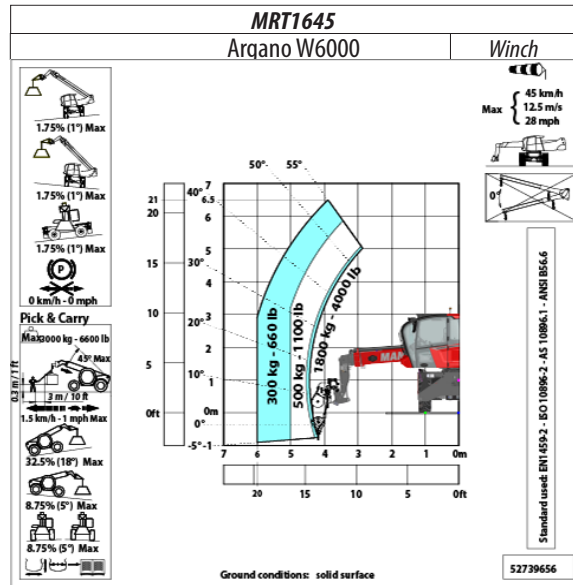 MRT1645
Argano W6000 Winch
1.75% (1°) Max
1.75% (1°) Max
1.75% (1°) Max
P
0 km/h - 0 mph
Pick & Carry
Max 3000 kg - 6600 lb
45° Max
0.3 m / 1 ft
3 m / 10 ft
1.5 km/h - 1 mph Max
32.5% (18°) Max
8.75% (5°) Max
8.75% (5°) Max
Max
45 km/h
12.5 m/s
28 mph
0°
50° 55°
40°
30°
20°
10°
0°
-5°
21
20
15
10
5
0ft
7
6.5
6
5
4
3
2
1
0m
-1
300 kg - 660 lb
500 kg - 1100 lb
1800 kg - 4000 lb
MAN
7 6 5 4 3 2 1 0m
20 15 10 5 0ft
Standard used: EN1459-2 - ISO 10896-2 - AS 10896.1 - ANSI B56.6
Ground conditions: solid surface
52739656